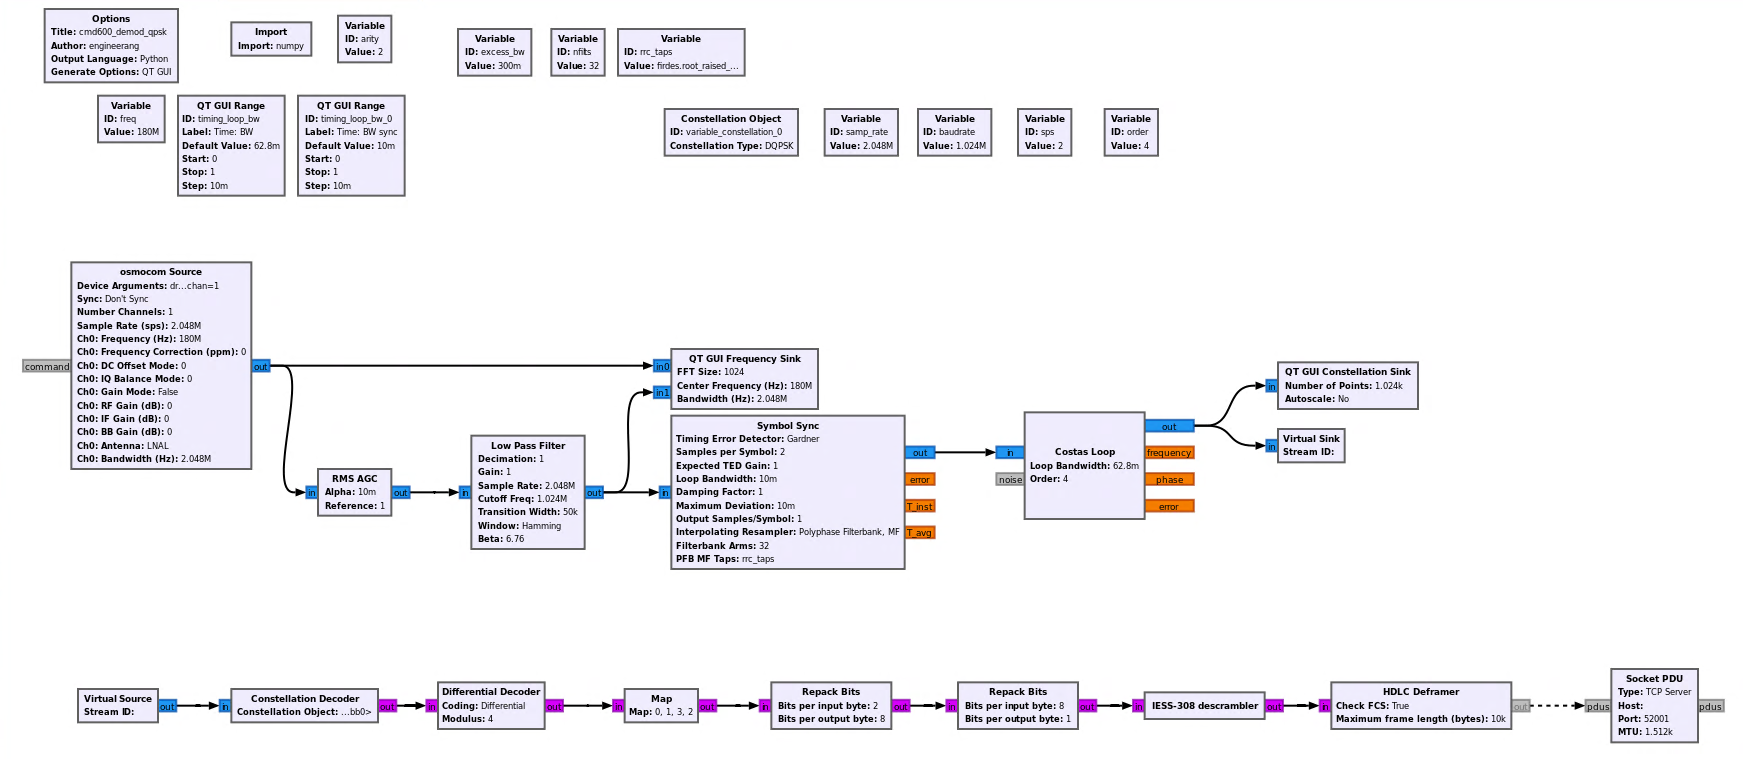 Options
Title: cmd600_demod_qpsk
Author: engineerang
Output Language: Python
Generate Options: QT GUI
Import
Import: numpy
Variable
ID: arity
Value: 2
Variable
ID: excess_bw
Value: 300m
Variable
ID: nfilts
Value: 32
Variable
ID: rrc_taps
Value: firdes.root_raised_...
Variable
ID: freq
Value: 180M
QT GUI Range
ID: timing_loop_bw
Label: Time: BW
Default Value: 62.8m
Start: 0
Stop: 1
Step: 10m
QT GUI Range
ID: timing_loop_bw_0
Label: Time: BW sync
Default Value: 10m
Start: 0
Stop: 1
Step: 10m
Constellation Object
ID: variable_constellation_0
Constellation Type: DQPSK
Variable
ID: samp_rate
Value: 2.048M
Variable
ID: baudrate
Value: 1.024M
Variable
ID: sps
Value: 2
Variable
ID: order
Value: 4
command
osmocom Source
Device Arguments: dr...chan=1
Sync: Don't Sync
Number Channels: 1
Sample Rate (sps): 2.048M
Ch0: Frequency (Hz): 180M
Ch0: Frequency Correction (ppm): 0
Ch0: DC Offset Mode: 0
Ch0: IQ Balance Mode: 0
Ch0: Gain Mode: False
Ch0: RF Gain (dB): 0
Ch0: IF Gain (dB): 0
Ch0: BB Gain (dB): 0
Ch0: Antenna: LNAL
Ch0: Bandwidth (Hz): 2.048M
out
in
RMS AGC
Alpha: 10m
Reference: 1
out
in
Low Pass Filter
Decimation: 1
Gain: 1
Sample Rate: 2.048M
Cutoff Freq: 1.024M
Transition Width: 50k
Window: Hamming
Beta: 6.76
out
in0
in1
QT GUI Frequency Sink
FFT Size: 1024
Center Frequency (Hz): 180M
Bandwidth (Hz): 2.048M
in
Symbol Sync
Timing Error Detector: Gardner
Samples per Symbol: 2
Expected TED Gain: 1
Loop Bandwidth: 10m
Damping Factor: 1
Maximum Deviation: 10m
Output Samples/Symbol: 1
Interpolating Resampler: Polyphase Filterbank, MF
Filterbank Arms: 32
PFB MF Taps: rrc_taps
out
error
T_inst
T_avg
in
noise
Costas Loop
Loop Bandwidth: 62.8m
Order: 4
out
frequency
phase
error
in
QT GUI Constellation Sink
Number of Points: 1.024k
Autoscale: No
in
Virtual Sink
Stream ID:
Virtual Source
Stream ID:
out
in
Constellation Decoder
Constellation Object: ...bb0>
out
in
Differential Decoder
Coding: Differential
Modulus: 4
out
in
Map
Map: 0, 1, 3, 2
out
in
Repack Bits
Bits per input byte: 2
Bits per output byte: 8
out
in
Repack Bits
Bits per input byte: 8
Bits per output byte: 1
out
in
IESS-308 descrambler
out
in
HDLC Deframer
Check FCS: True
Maximum frame length (bytes): 10k
out
pdus
Socket PDU
Type: TCP Server
Host:
Port: 52001
MTU: 1.512k
pdus